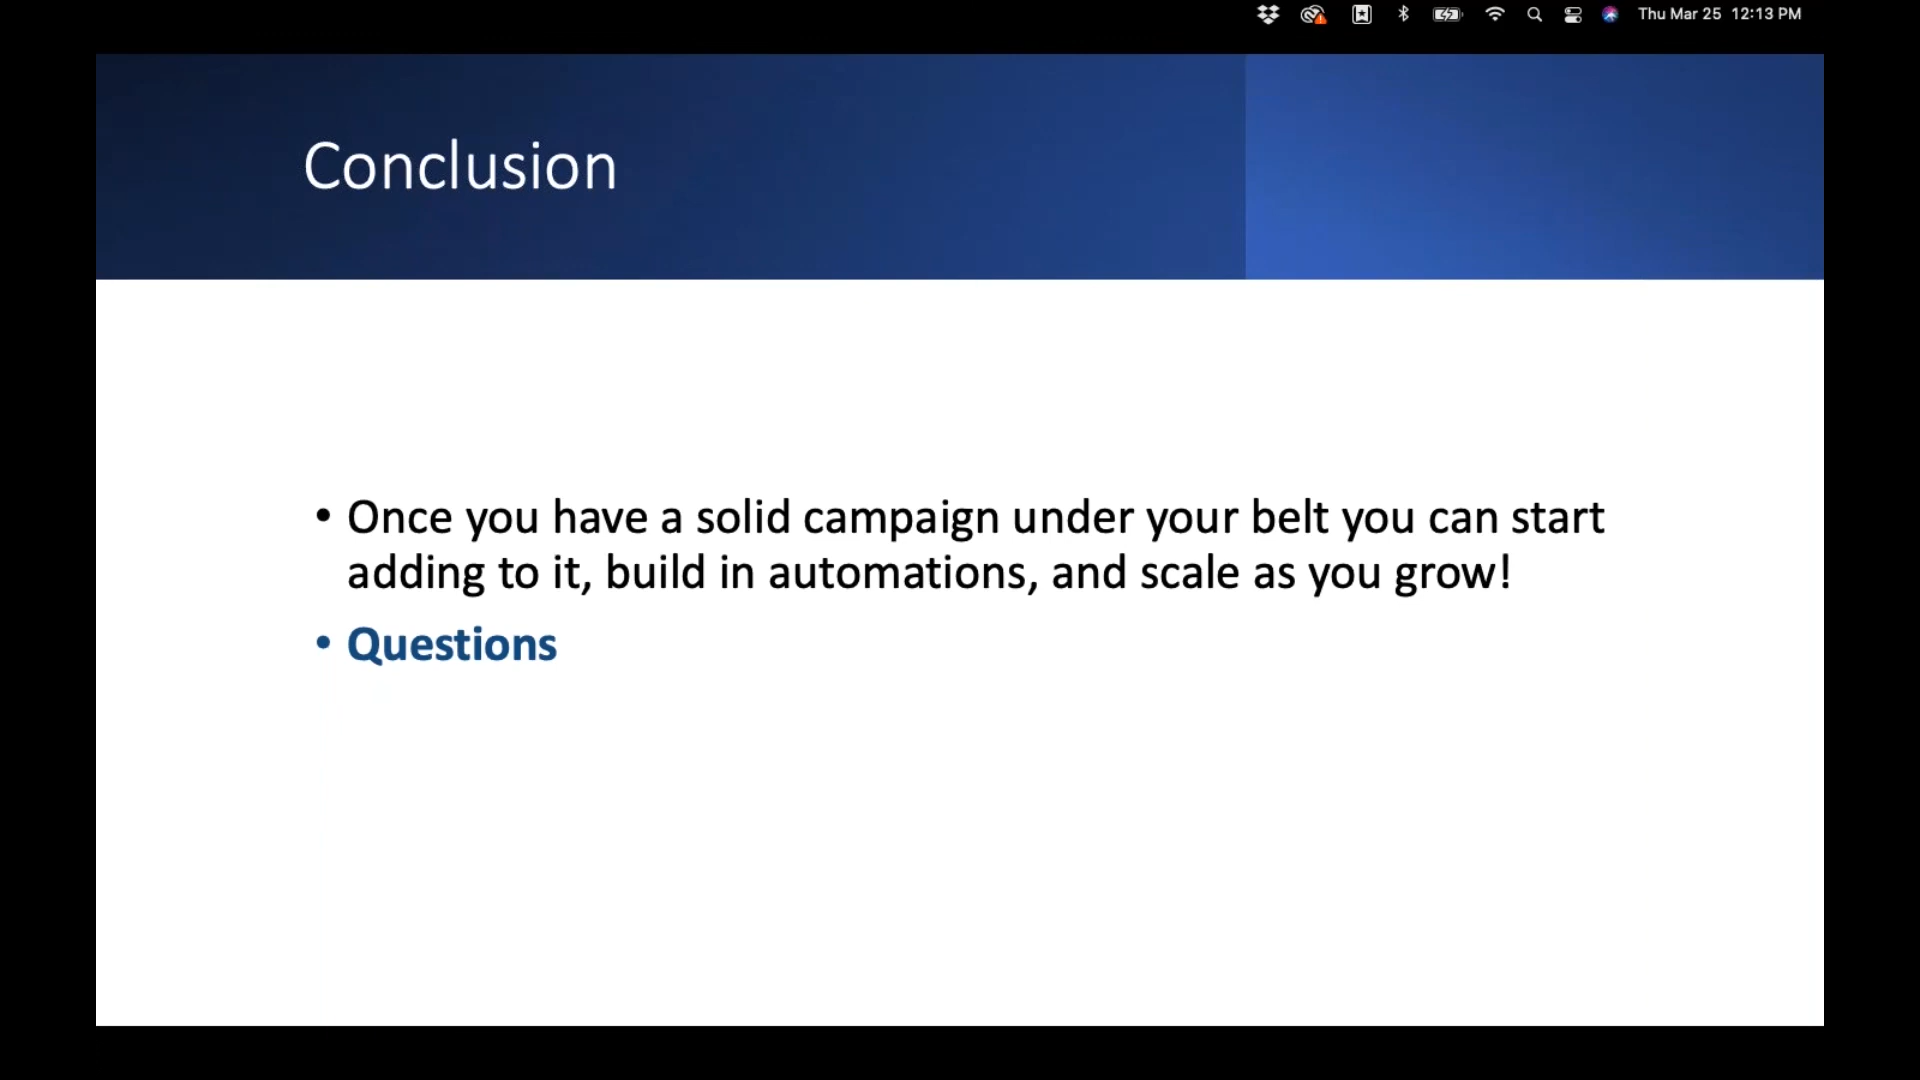 Thu Mar 25 12:13 PM
Conclusion
• Once you have a solid campaign under your belt you can start
adding to it, build in automations, and scale as you grow!
• Questions